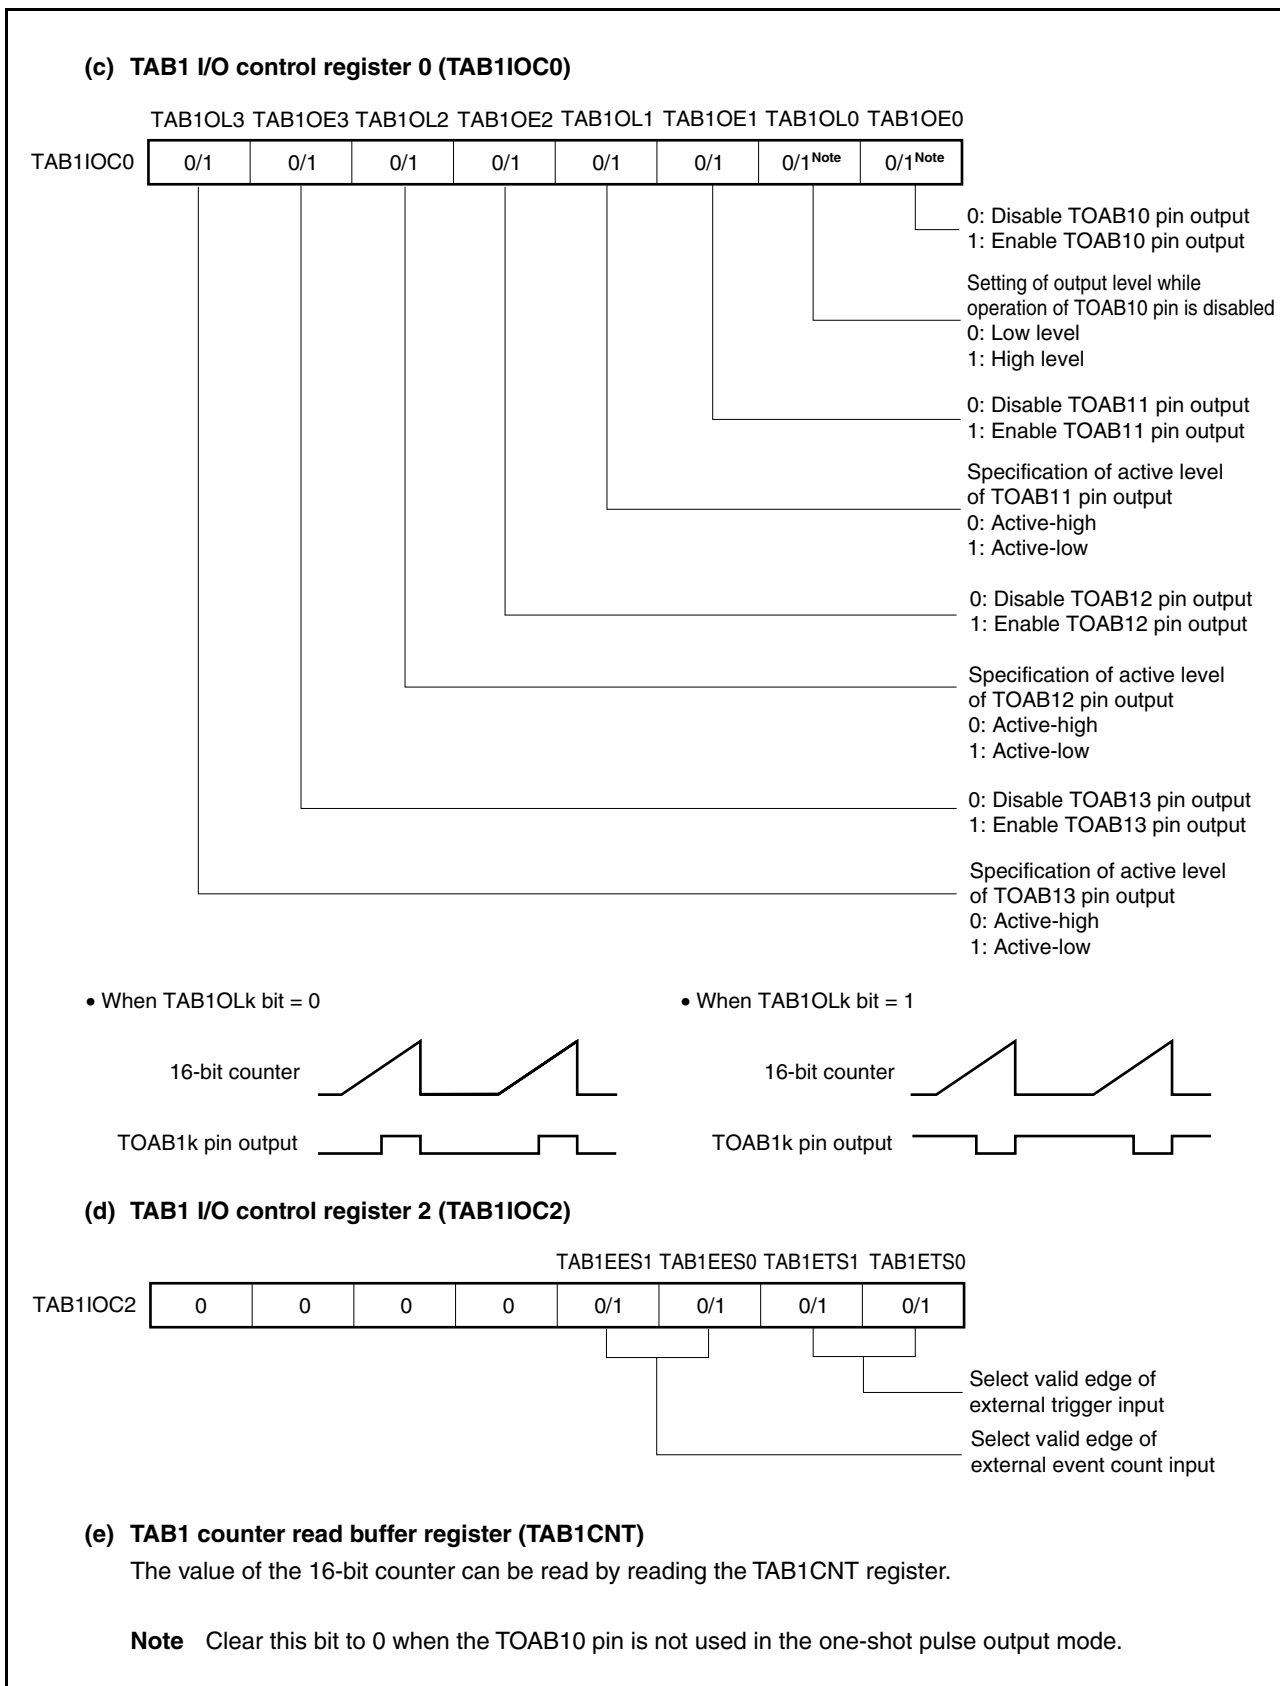 (c) TAB1 I/O control register 0 (TAB1IOC0)
TAB1OL3 TAB1OE3 TAB1OL2 TAB1OE2 TAB1OL1 TAB1OE1 TAB1OL0 TAB1OE0
TAB1IOC0 0/1 0/1 0/1 0/1 0/1 0/1 0/1Note 0/1Note
0: Disable TOAB10 pin output
1: Enable TOAB10 pin output
Setting of output level while
operation of TOAB10 pin is disabled
0: Low level
1: High level
0: Disable TOAB11 pin output
1: Enable TOAB11 pin output
Specification of active level
of TOAB11 pin output
0: Active-high
1: Active-low
0: Disable TOAB12 pin output
1: Enable TOAB12 pin output
Specification of active level
of TOAB12 pin output
0: Active-high
1: Active-low
0: Disable TOAB13 pin output
1: Enable TOAB13 pin output
Specification of active level
of TOAB13 pin output
0: Active-high
1: Active-low
• When TAB1OLk bit = 0
16-bit counter
TOAB1k pin output
• When TAB1OLk bit = 1
16-bit counter
TOAB1k pin output
(d) TAB1 I/O control register 2 (TAB1IOC2)
TAB1EES1 TAB1EES0 TAB1ETS1 TAB1ETS0
TAB1IOC2 0 0 0 0 0/1 0/1 0/1 0/1
Select valid edge of
external trigger input
Select valid edge of
external event count input
(e) TAB1 counter read buffer register (TAB1CNT)
The value of the 16-bit counter can be read by reading the TAB1CNT register.
Note Clear this bit to 0 when the TOAB10 pin is not used in the one-shot pulse output mode.